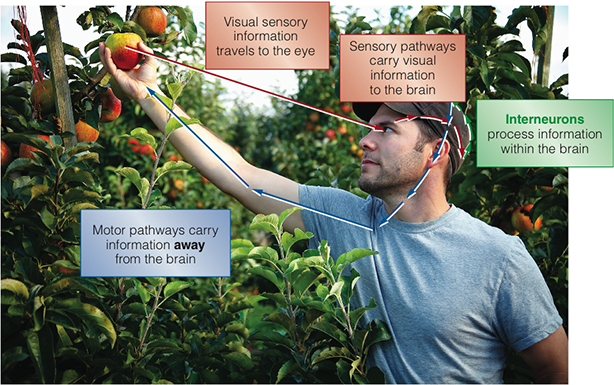 Visual sensory
information
travels to the eye
Sensory pathways
carry visual
information
to the brain
Interneurons
process information
within the brain
Motor pathways carry
information away
from the brain